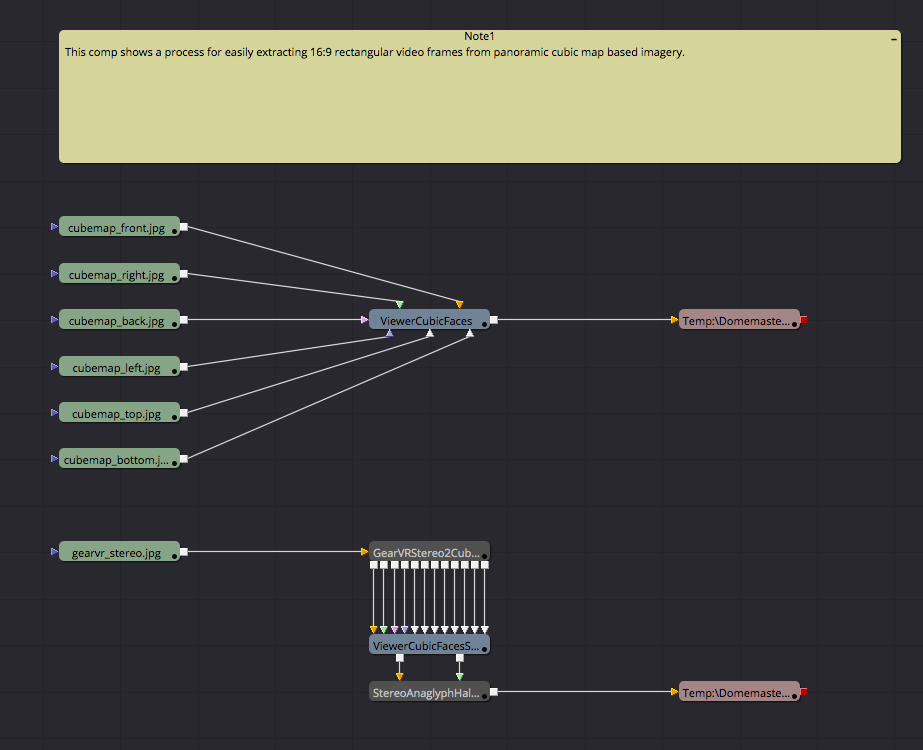 Note1
This comp shows a process for easily extracting 16:9 rectangular video frames from panoramic cubic map based imagery.
cubemap_front.jpg
cubemap_right.jpg
cubemap_back.jpg
ViewerCubicFaces
Temp:\Domemaste...
cubemap_left.jpg
cubemap_top.jpg
cubemap_bottom.j...
gearvr_stereo.jpg
GearVRStereo2Cub...
ViewerCubicFacesS...
StereoAnaglyphHal...
Temp:\Domemaste...